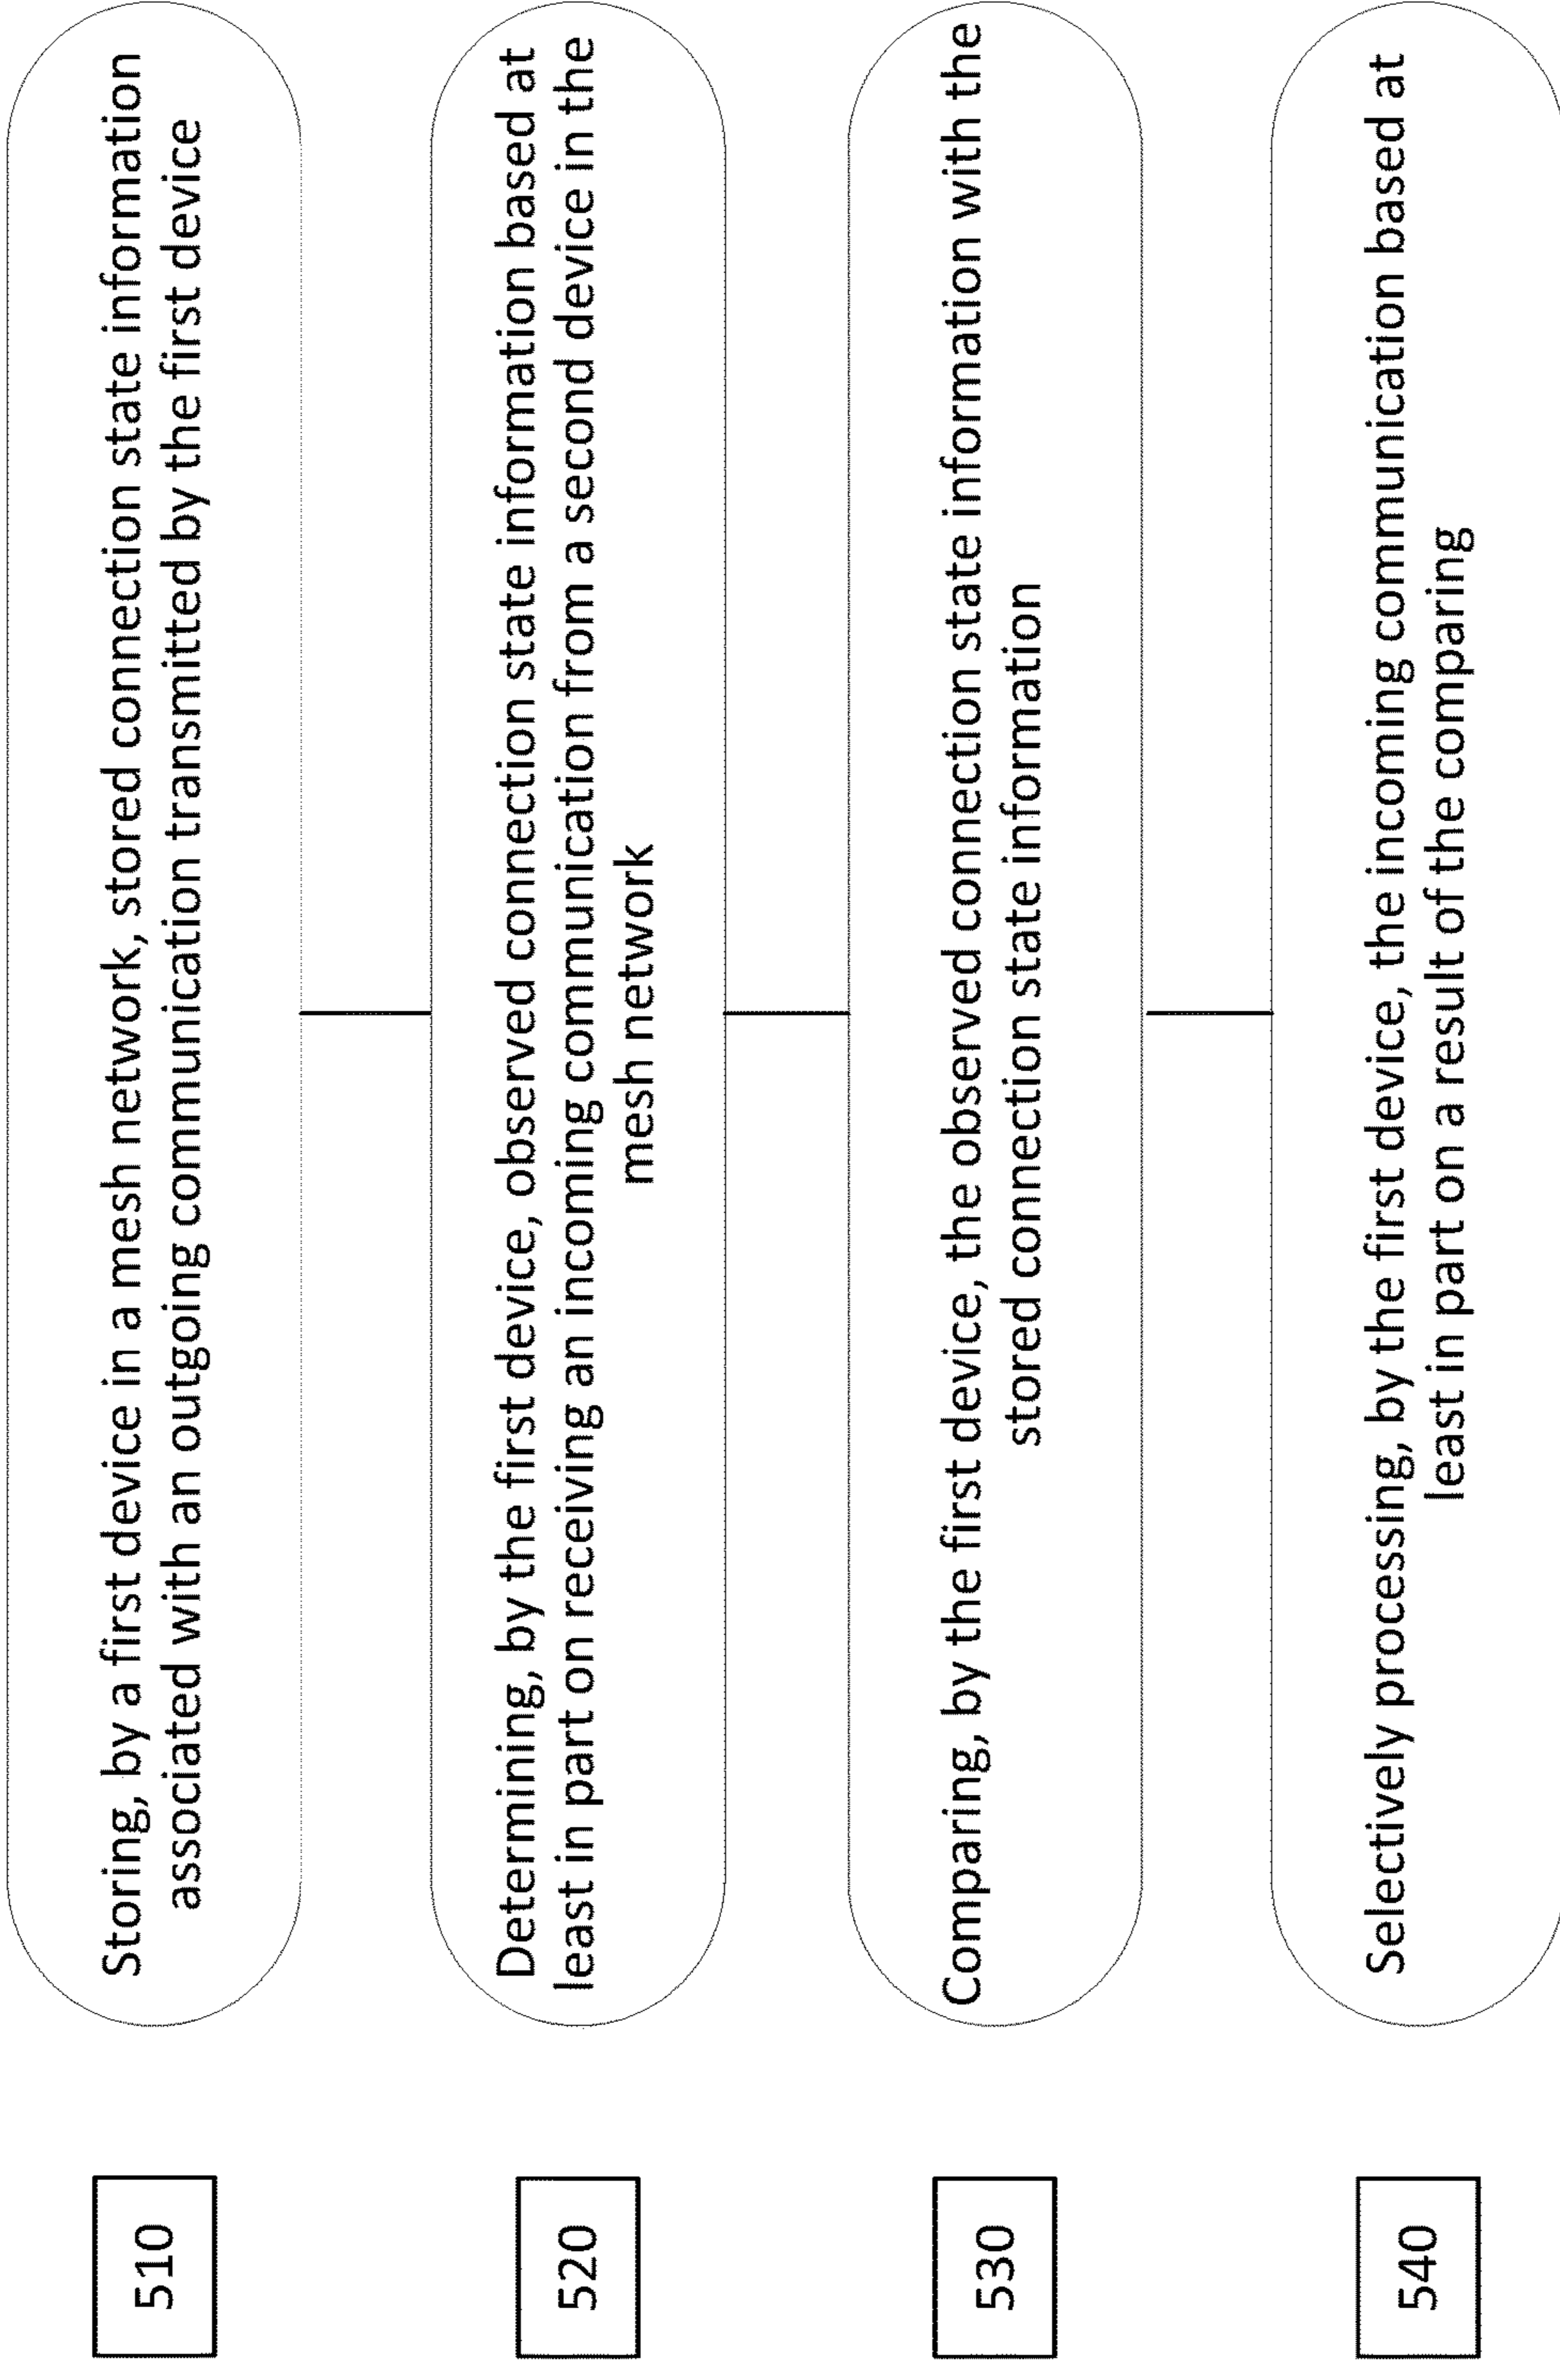 510
Storing, by a first device in a mesh network, stored connection state information
associated with an outgoing communication transmitted by the first device
520
Determining, by the first device, observed connection state information based at
least in part on receiving an incoming communication from a second device in the
mesh network
530
Comparing, by the first device, the observed connection state information with the
stored connection state information
540
Selectively processing, by the first device, the incoming communication based at
least in part on a result of the comparing